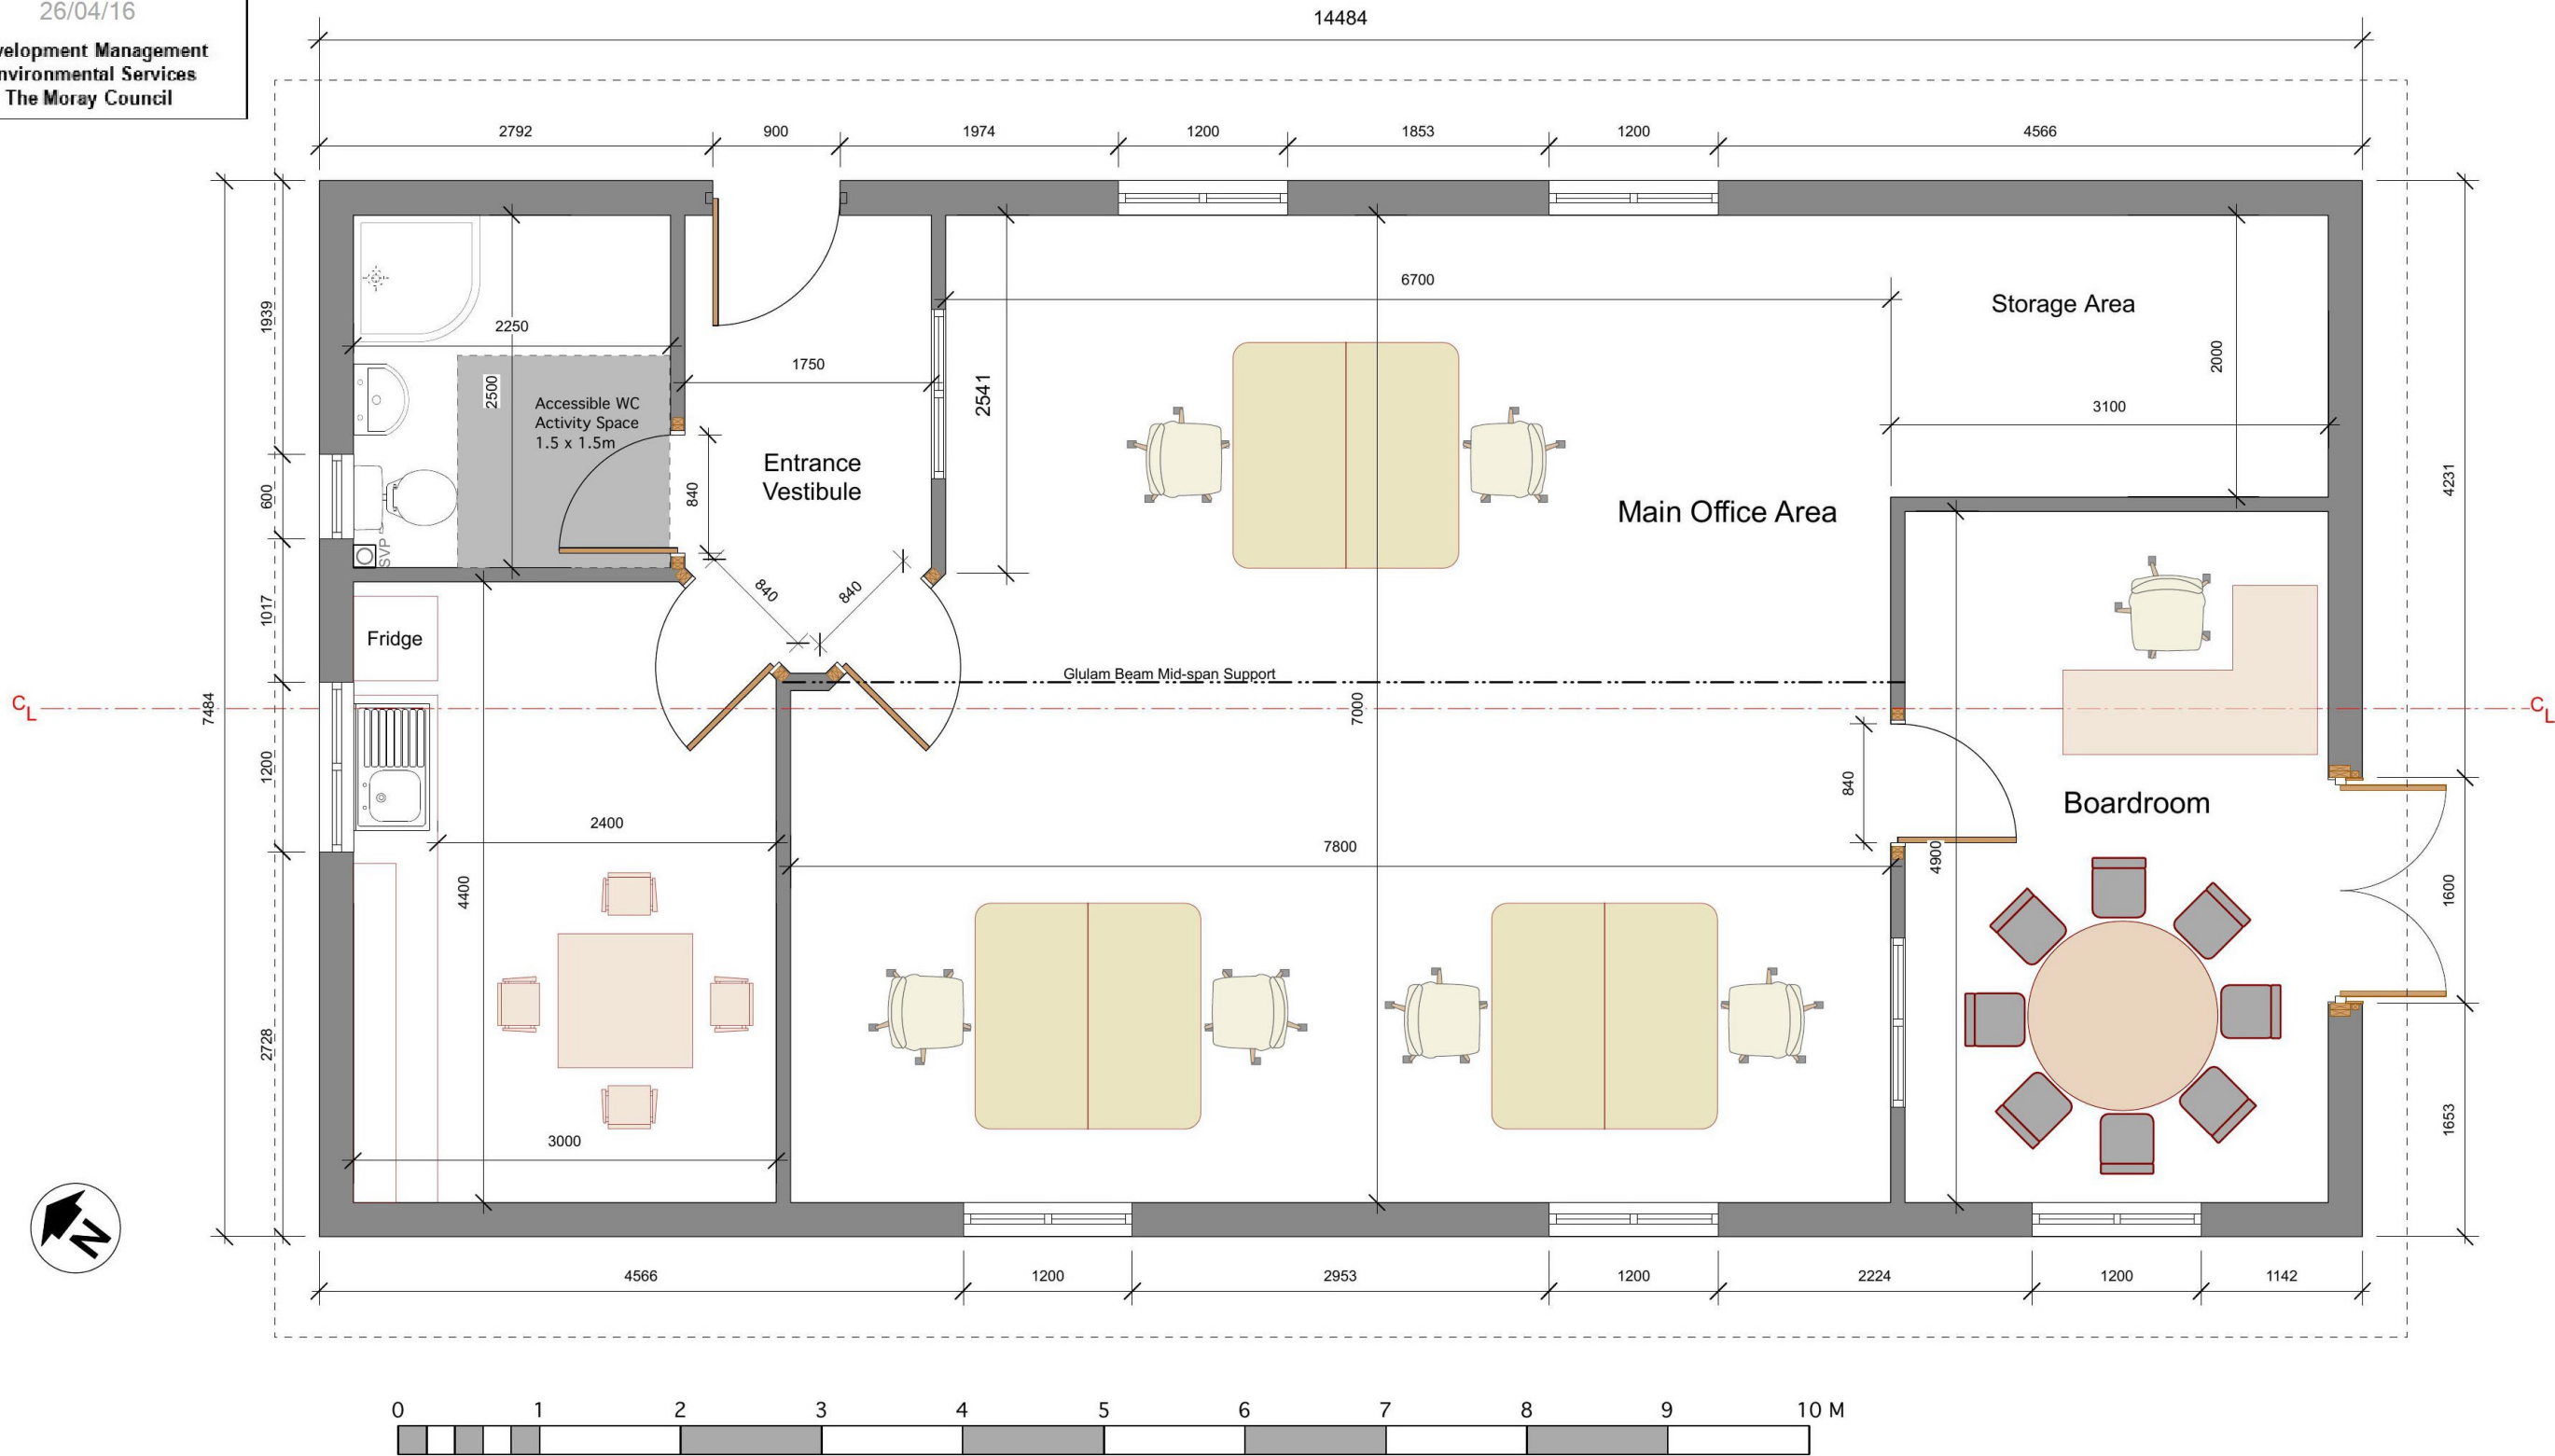 26/04/16
velopment Management
nvironmental Services
The Moray Council
14484
2792
900
1974
1200
1853
1200
4566
7484
1939
600
1017
1200
2728
2250
2500
Accessible WC
Activity Space
1.5 x 1.5m
SVP
1750
Entrance
Vestibule
840
840
840
2541
6700
Main Office Area
Storage Area
2000
3100
4231
1600
1653
Fridge
Glulam Beam Mid-span Support
CL
CL
7000
840
Boardroom
4900
2400
4400
3000
7800
N
4566
1200
2953
1200
2224
1200
1142
0 1 2 3 4 5 6 7 8 9 10 M